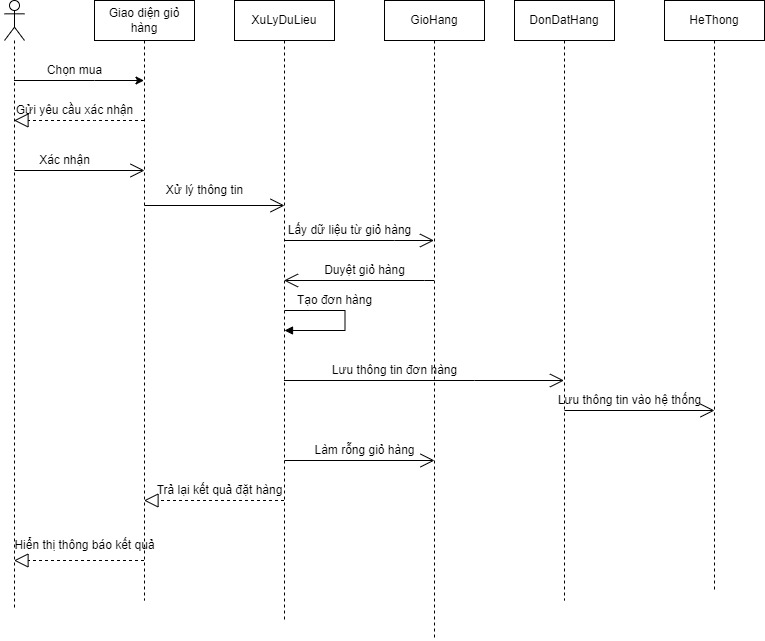 Giao diện giỏ
hàng
XuLyDuLieu
GioHang
DonDatHang
HeThong
Chọn mua
Gửi yêu cầu xác nhận
Xác nhận
Xử lý thông tin
Lấy dữ liệu từ giỏ hàng
Duyệt giỏ hàng
Tạo đơn hàng
Lưu thông tin đơn hàng
Lưu thông tin vào hệ thống
Làm rỗng giỏ hàng
Trả lại kết quả đặt hàng
Hiển thị thông báo kết quả